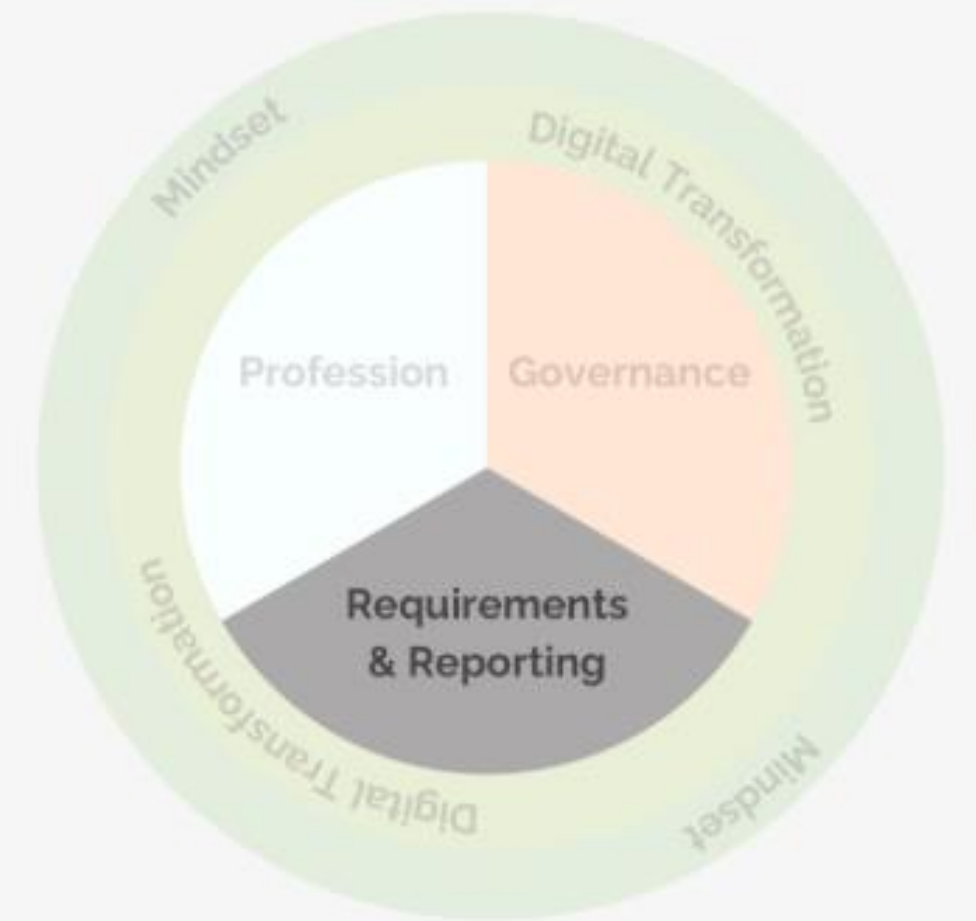 Mindset
Digital Transformation
Profession
Governance
Requirements
& Reporting
Digital Transformation
Mindset